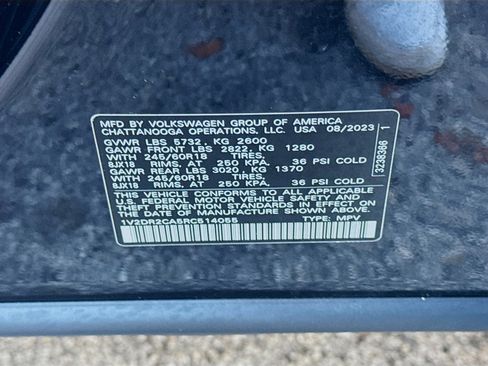 MFD BY VOLKSWAGEN GROUP OF AMERICA
CHATTANOOGA OPERATIONS, LLC. USA 08/2023
GVWR LBS 5732, KG 2600
GAWR FRONT LBS 2822, KG 1280
WITH 245/60R18 TIRES,
8JX18 RIMS, AT 250 KPA, 36 PSI COLD
GAWR REAR LBS 3020, KG 1370
WITH 245/60R18 TIRES,
8JX18 RIMS, AT 250 KPA, 36 PSI COLD
THIS VEHICLE CONFORMS TO ALL APPLICABLE
U.S. FEDERAL MOTOR VEHICLE SAFETY AND
THEFT PREVENTION STANDARDS IN EFFECT ON
THE DATE OF MANUFACTURE SHOWN ABOVE.
1V2DR2CA5RC514055 TYPE: MPV
3238366 1